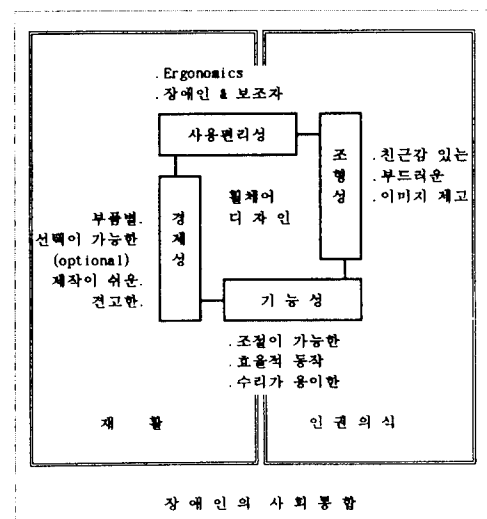 . Ergonomics
. 장애인 & 보조자
사용편리성
조형성
. 친근감 있는
. 부드러운
. 이미지 제고
휠체어
디자인
경제성
부품별.
선택이 가능한
(optional)
제작이 쉬운.
견고한.
기능성
. 조절이 가능한
. 효율적 동작
. 수리가 용이한
재 활
인권의식
장애인의 사회통합